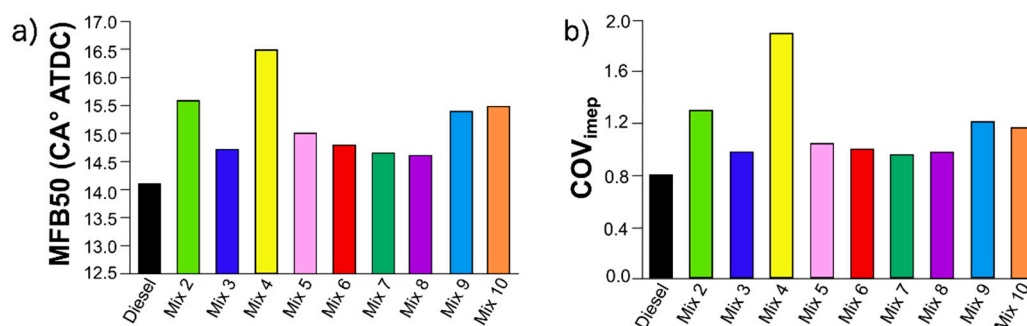 a)
MFB50 (CA° ATDC)
17.0
16.5
16.0
15.5
15.0
14.5
14.0
13.5
13.0
12.5
Diesel
Mix 2
Mix 3
Mix 4
Mix 5
Mix 6
Mix 7
Mix 8
Mix 9
Mix 10
b)
COVimep
2.0
1.6
1.2
0.8
0.4
0.0
Diesel
Mix 2
Mix 3
Mix 4
Mix 5
Mix 6
Mix 7
Mix 8
Mix 9
Mix 10